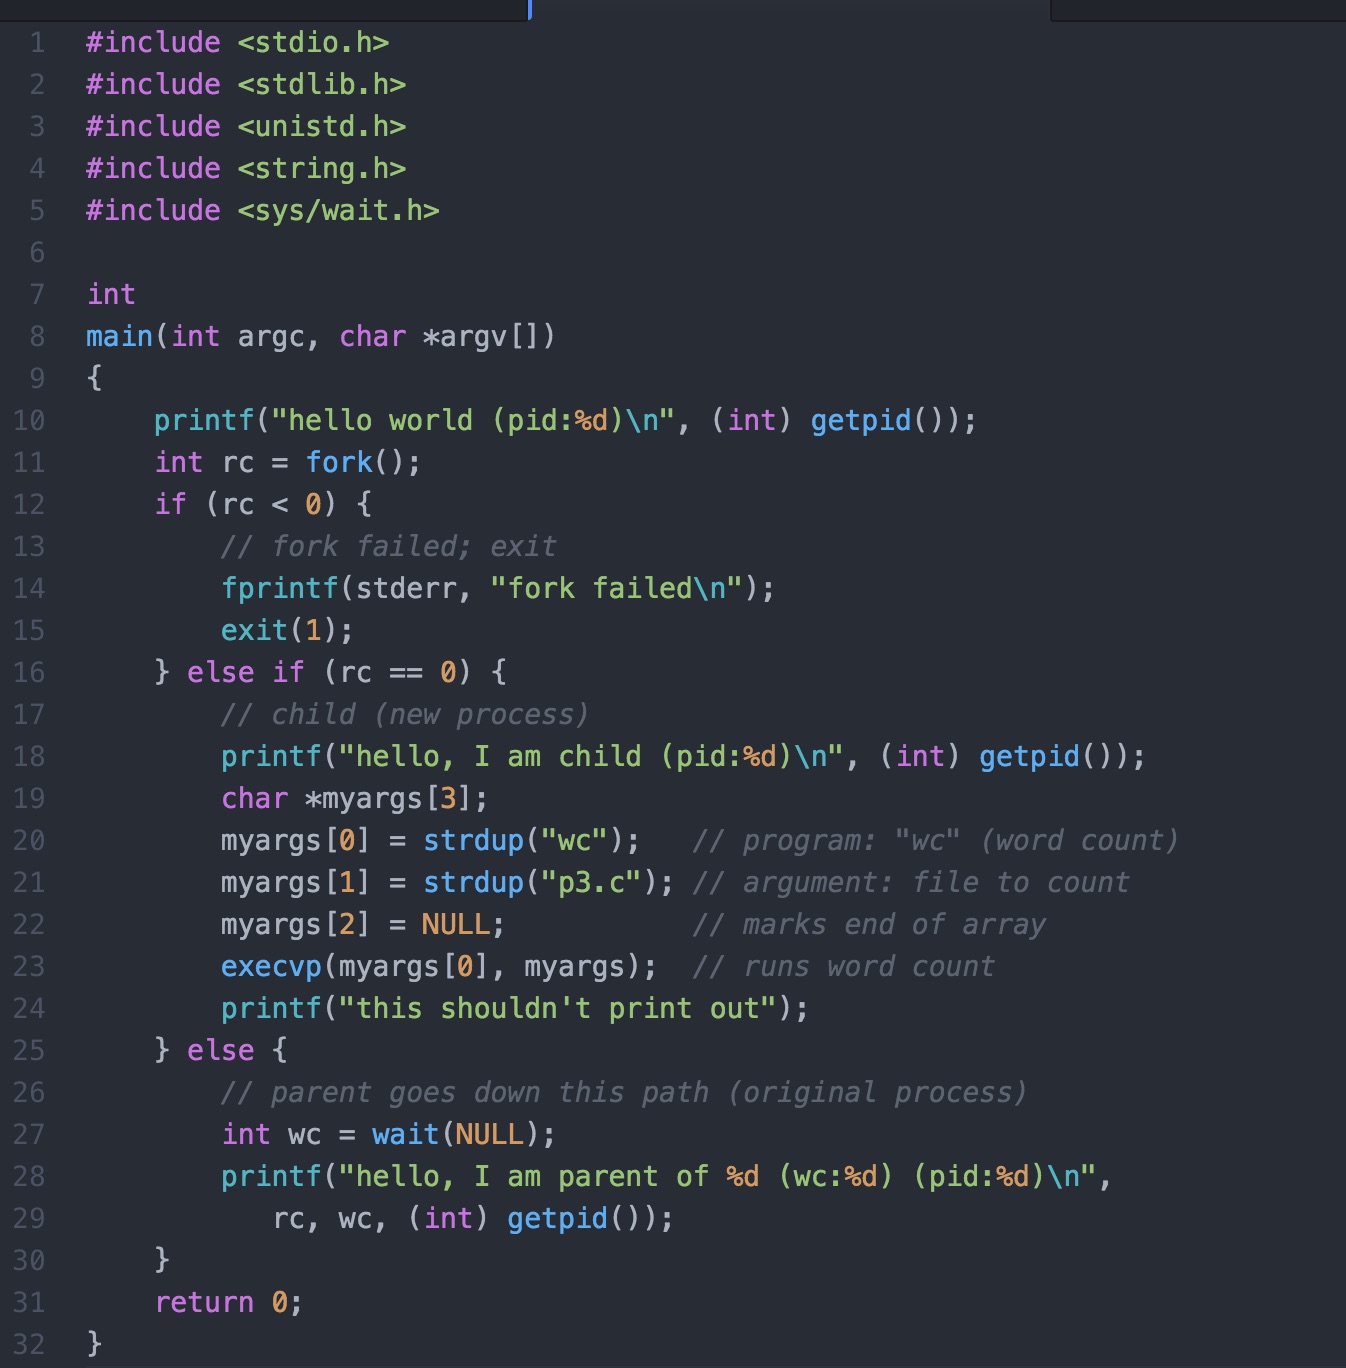 1 #include <stdio.h>
2 #include <stdlib.h>
3 #include <unistd.h>
4 #include <string.h>
5 #include <sys/wait.h>
6
7 int
8 main(int argc, char *argv[])
9 {
10     printf("hello world (pid:%d)\n", (int) getpid());
11     int rc = fork();
12     if (rc < 0) {
13         // fork failed; exit
14         fprintf(stderr, "fork failed\n");
15         exit(1);
16     } else if (rc == 0) {
17         // child (new process)
18         printf("hello, I am child (pid:%d)\n", (int) getpid());
19         char *myargs[3];
20         myargs[0] = strdup("wc");   // program: "wc" (word count)
21         myargs[1] = strdup("p3.c"); // argument: file to count
22         myargs[2] = NULL;           // marks end of array
23         execvp(myargs[0], myargs);  // runs word count
24         printf("this shouldn't print out");
25     } else {
26         // parent goes down this path (original process)
27         int wc = wait(NULL);
28         printf("hello, I am parent of %d (wc:%d) (pid:%d)\n",
29            rc, wc, (int) getpid());
30     }
31     return 0;
32 }